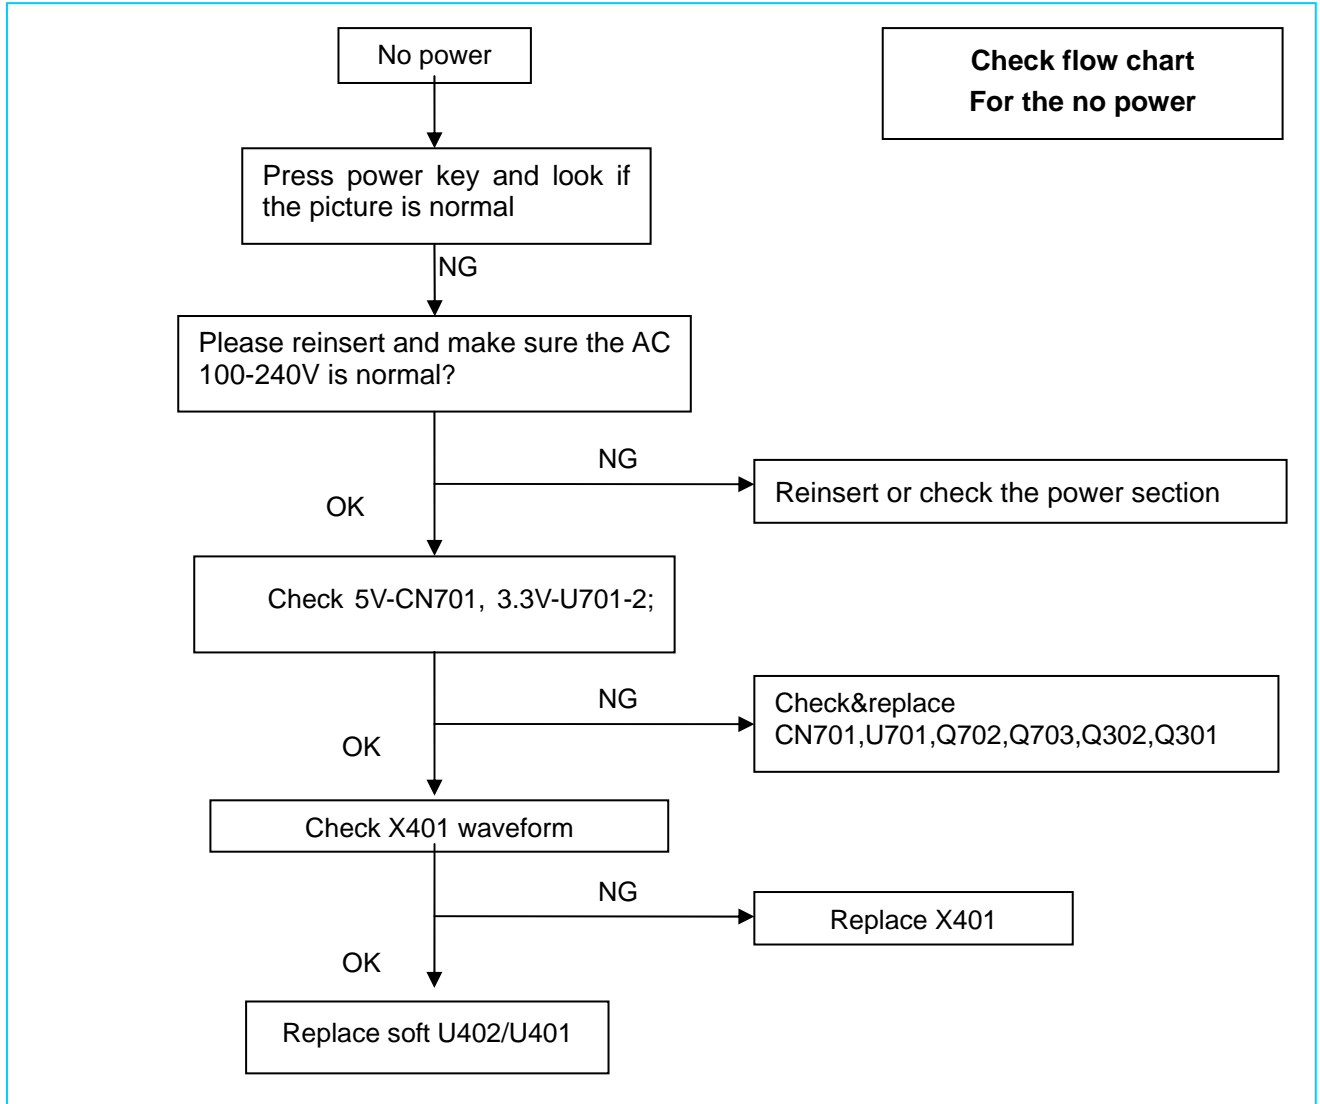 No power
Check flow chart
For the no power
Press power key and look if
the picture is normal
NG
Please reinsert and make sure the AC
100-240V is normal?
NG
Reinsert or check the power section
OK
Check 5V-CN701, 3.3V-U701-2;
NG
Check&replace
CN701,U701,Q702,Q703,Q302,Q301
OK
Check X401 waveform
NG
Replace X401
OK
Replace soft U402/U401